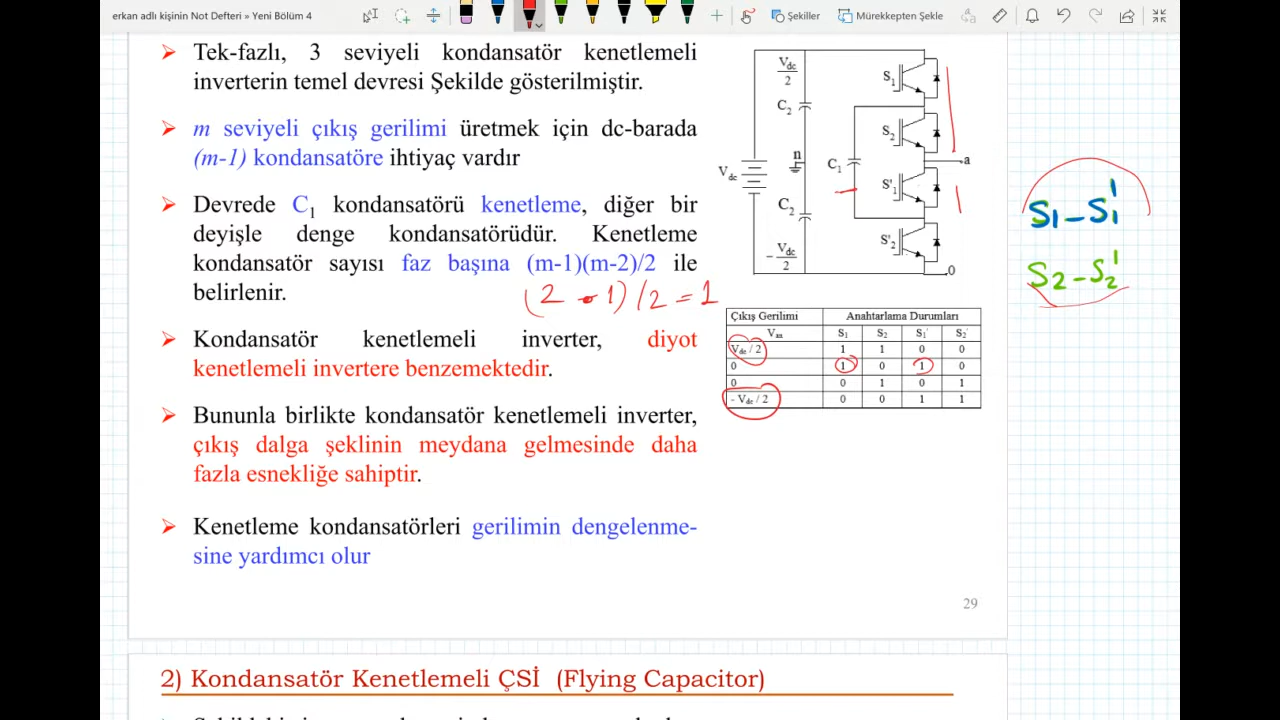 erkan adlı kişinin Not Defteri » Yeni Bölüm 4
Şekiller
Mürekkepten Şekle
Tek-fazlı, 3 seviyeli kondansatör kenetlemeli
inverterin temel devresi Şekilde gösterilmiştir.
m seviyeli çıkış gerilimi üretmek için dc-barada
(m-1) kondansatöre ihtiyaç vardır
Devrede C1 kondansatörü kenetleme, diğer bir
deyişle denge kondansatörüdür. Kenetleme
kondansatör sayısı faz başına (m-1)(m-2)/2 ile
belirlenir.
(2 - 1) / 2 = 1
Kondansatör kenetlemeli inverter, diyot
kenetlemeli invertere benzemektedir.
Bununla birlikte kondansatör kenetlemeli inverter,
çıkış dalga şeklinin meydana gelmesinde daha
fazla esnekliğe sahiptir.
Kenetleme kondansatörleri gerilimin dengelenme-
sine yardımcı olur
Vdc/2
S1
C2
S2
n
a
C1
Vdc
S'1
C2
S'2
-Vdc/2
0
S1 - S1'
S2 - S2'
Çıkış Gerilimi Anahtarlama Durumları
Van S1 S2 S1' S2'
Vdc / 2 1 1 0 0
0 1 0 1 0
0 0 1 0 1
- Vdc / 2 0 0 1 1
29
2) Kondansatör Kenetlemeli ÇSİ (Flying Capacitor)